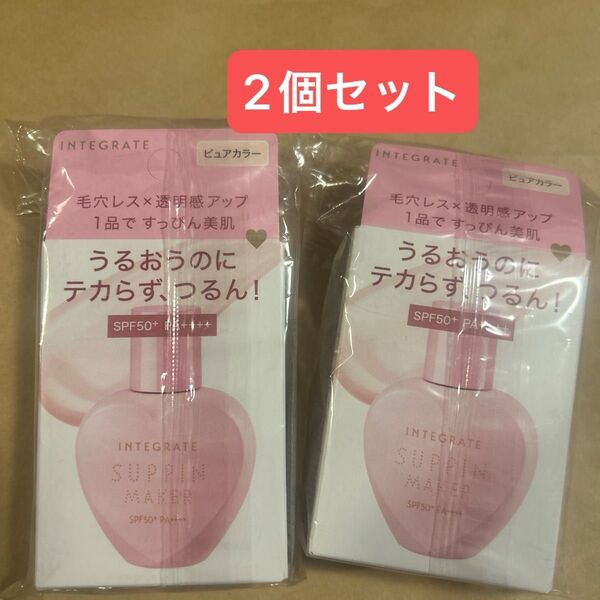 2個セット
INTEGRATE
ピュアカラー
毛穴レス×透明感アップ
1品で すっぴん美肌
うるおうのに
テカらず、つるん!
SPF50+ PA++++
INTEGRATE
SUPPIN
MAKER
SPF50+ PA++++
INTEGRATE
ピュアカラー
毛穴レス×透明感アップ
1品で すっぴん美肌
うるおうのに
テカらず、つるん!
SPF50+ PA++++
INTEGRATE
SUPPIN
MAKER
SPF50+ PA++++